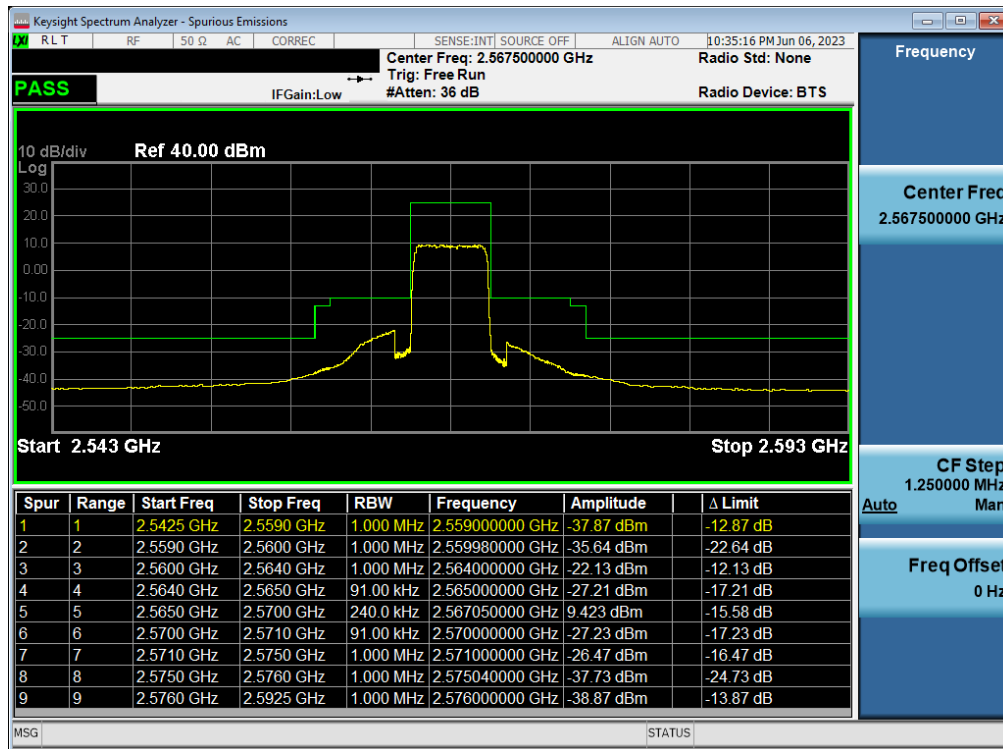 Keysight Spectrum Analyzer - Spurious Emissions
LXI RLT RF 50 Ω AC CORREC SENSE:INT SOURCE OFF ALIGN AUTO 10:35:16 PM Jun 06, 2023
Center Freq: 2.567500000 GHz Radio Std: None
Trig: Free Run
PASS IFGain:Low #Atten: 36 dB Radio Device: BTS
10 dB/div Ref 40.00 dBm
Log
30.0
20.0
10.0
0.00
-10.0
-20.0
-30.0
-40.0
-50.0
Start 2.543 GHz Stop 2.593 GHz
Spur Range Start Freq Stop Freq RBW Frequency Amplitude Δ Limit
1 1 2.5425 GHz 2.5590 GHz 1.000 MHz 2.559000000 GHz -37.87 dBm -12.87 dB
2 2 2.5590 GHz 2.5600 GHz 1.000 MHz 2.559980000 GHz -35.64 dBm -22.64 dB
3 3 2.5600 GHz 2.5640 GHz 1.000 MHz 2.564000000 GHz -22.13 dBm -12.13 dB
4 4 2.5640 GHz 2.5650 GHz 91.00 kHz 2.565000000 GHz -27.21 dBm -17.21 dB
5 5 2.5650 GHz 2.5700 GHz 240.0 kHz 2.567050000 GHz 9.423 dBm -15.58 dB
6 6 2.5700 GHz 2.5710 GHz 91.00 kHz 2.570000000 GHz -27.23 dBm -17.23 dB
7 7 2.5710 GHz 2.5750 GHz 1.000 MHz 2.571000000 GHz -26.47 dBm -16.47 dB
8 8 2.5750 GHz 2.5760 GHz 1.000 MHz 2.575040000 GHz -37.73 dBm -24.73 dB
9 9 2.5760 GHz 2.5925 GHz 1.000 MHz 2.576000000 GHz -38.87 dBm -13.87 dB
MSG STATUS
Frequency
Center Freq
2.567500000 GHz
CF Step
1.250000 MHz
Auto Man
Freq Offset
0 Hz